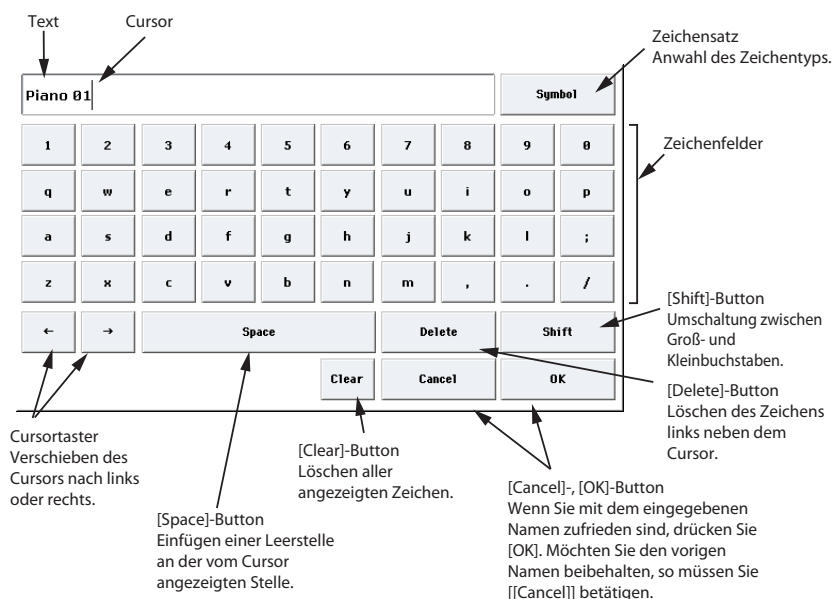 Text Cursor
Zeichensatz
Anwahl des Zeichentyps.
Piano 01 Symbol
Zeichenfelder
1 2 3 4 5 6 7 8 9 0
q w e r t y u i o p
a s d f g h j k l ;
z x c v b n m , . /
← → Space Delete Shift
Clear Cancel OK
[Shift]-Button
Umschaltung zwischen
Groß- und
Kleinbuchstaben.
[Delete]-Button
Löschen des Zeichens
links neben dem
Cursor.
Cursortaster
Verschieben des
Cursors nach links
oder rechts.
[Clear]-Button
Löschen aller
angezeigten Zeichen.
[Space]-Button
Einfügen einer Leerstelle
an der vom Cursor
angezeigten Stelle.
[Cancel]-, [OK]-Button
Wenn Sie mit dem eingegebenen
Namen zufrieden sind, drücken Sie
[OK]. Möchten Sie den vorigen
Namen beibehalten, so müssen Sie
[[Cancel]] betätigen.